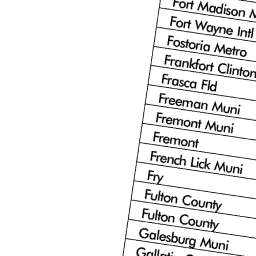 Fort Madison M
Fort Wayne Intl
Fostoria Metro
Frankfort Clinton
Frasca Fld
Freeman Muni
Fremont Muni
Fremont
French Lick Muni
Fry
Fulton County
Fulton County
Galesburg Muni